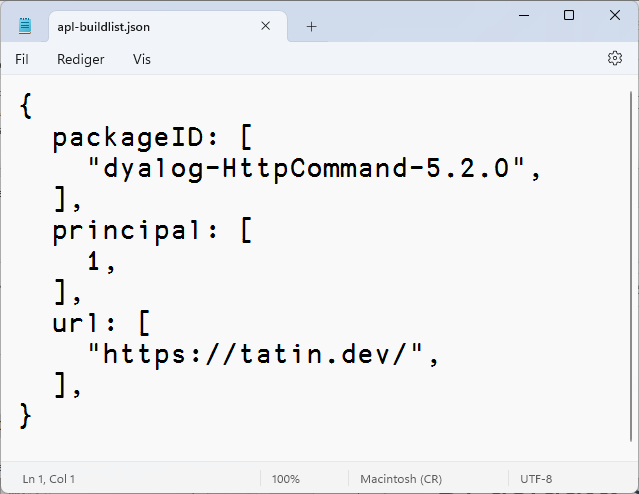 apl-buildlist.json
Fil Rediger Vis
{
  packageID: [
    "dyalog-HttpCommand-5.2.0",
  ],
  principal: [
    1,
  ],
  url: [
    "https://tatin.dev/",
  ],
}
Ln 1, Col 1 100% Macintosh (CR) UTF-8